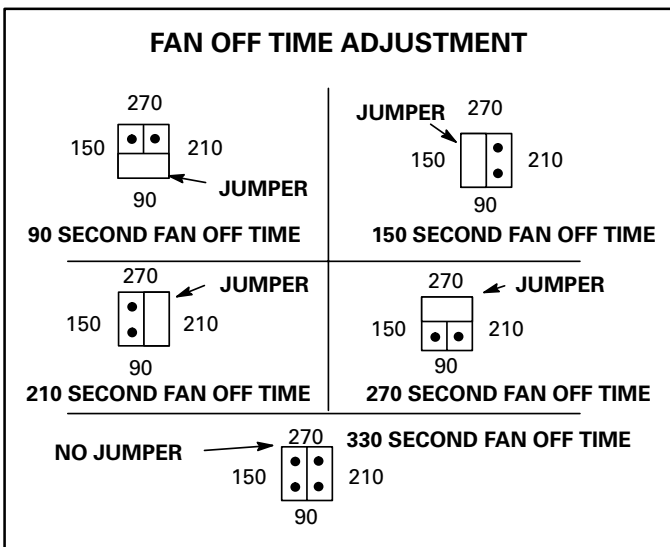 FAN OFF TIME ADJUSTMENT
270
150
210
JUMPER
90
90 SECOND FAN OFF TIME
JUMPER
270
150
210
90
150 SECOND FAN OFF TIME
270
JUMPER
150
210
90
210 SECOND FAN OFF TIME
270
JUMPER
150
210
90
270 SECOND FAN OFF TIME
NO JUMPER
270
330 SECOND FAN OFF TIME
150
210
90